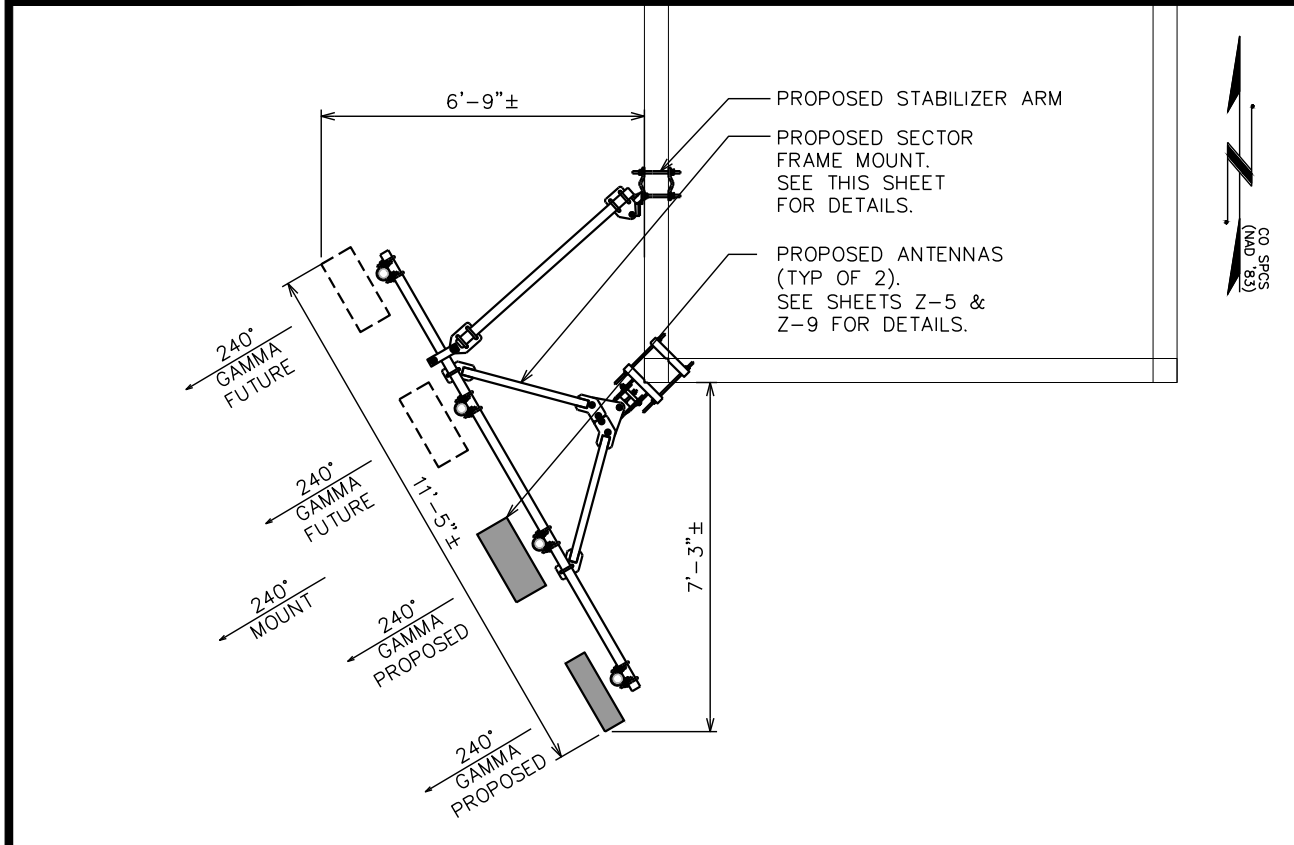 6'-9"±
PROPOSED STABILIZER ARM
PROPOSED SECTOR
FRAME MOUNT.
SEE THIS SHEET
FOR DETAILS.
PROPOSED ANTENNAS
(TYP OF 2).
SEE SHEETS Z-5 &
Z-9 FOR DETAILS.
CO SPCS
(NAD '83)
240°
GAMMA
FUTURE
240°
GAMMA
FUTURE
11'-5"±
7'-3"±
240°
MOUNT
240°
GAMMA
PROPOSED
240°
GAMMA
PROPOSED